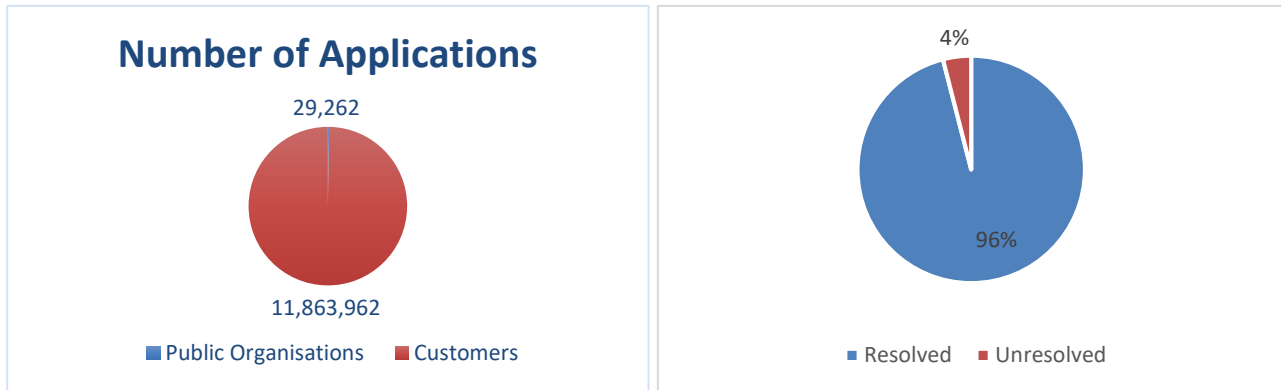 Number of Applications
29,262
11,863,962
Public Organisations Customers
4%
96%
Resolved Unresolved